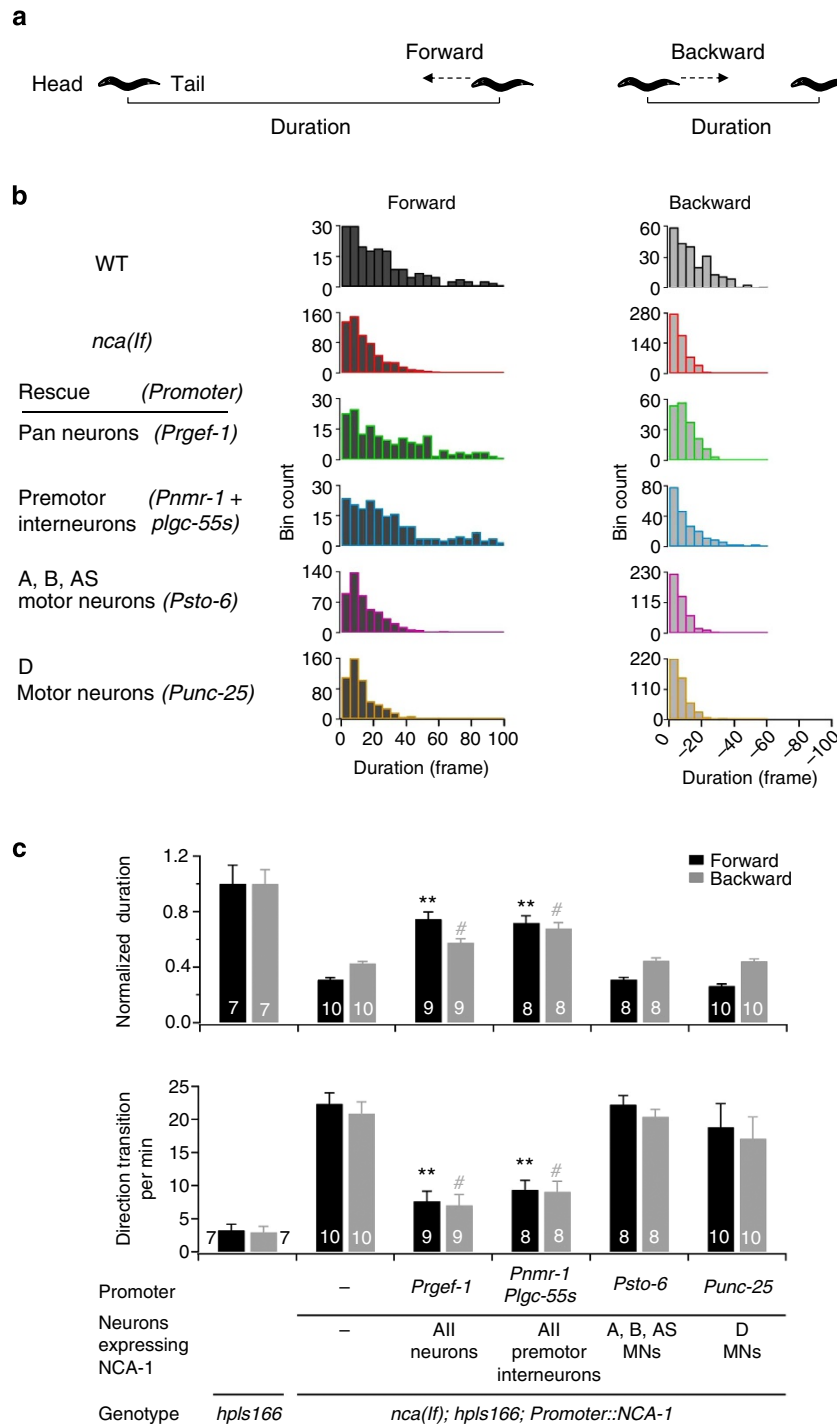 a
Forward Backward
Head Tail
Duration Duration
b
Forward Backward
WT
30
15
0
60
30
0
nca(lf)
160
80
0
280
140
0
Rescue (Promoter)
Pan neurons (Prgef-1)
30
15
0
60
30
0
Bin count
Bin count
Premotor (Pnmr-1 +
interneurons plgc-55s)
30
15
0
80
40
0
A, B, AS
motor neurons (Psto-6)
140
70
0
230
115
0
D
Motor neurons (Punc-25)
160
80
0
220
110
0
0 20 40 60 80 100
0 –20 –40 –60 –80 –100
Duration (frame) Duration (frame)
c
Normalized duration
1.2
0.8
0.4
0.0
Forward
Backward
** # ** #
7 7 10 10 9 9 8 8 8 8 10 10
Direction transition
per min
25
20
15
10
5
0
** # ** #
7 7 10 10 9 9 8 8 8 8 10 10
Promoter – Prgef-1 Pnmr-1 Psto-6 Punc-25
Plgc-55s
Neurons – All All A, B, AS D
expressing neurons premotor MNs MNs
NCA-1 interneurons
Genotype hpls166 nca(lf); hpls166; Promoter::NCA-1